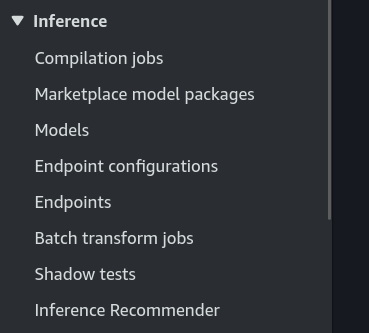 Inference
Compilation jobs
Marketplace model packages
Models
Endpoint configurations
Endpoints
Batch transform jobs
Shadow tests
Inference Recommender